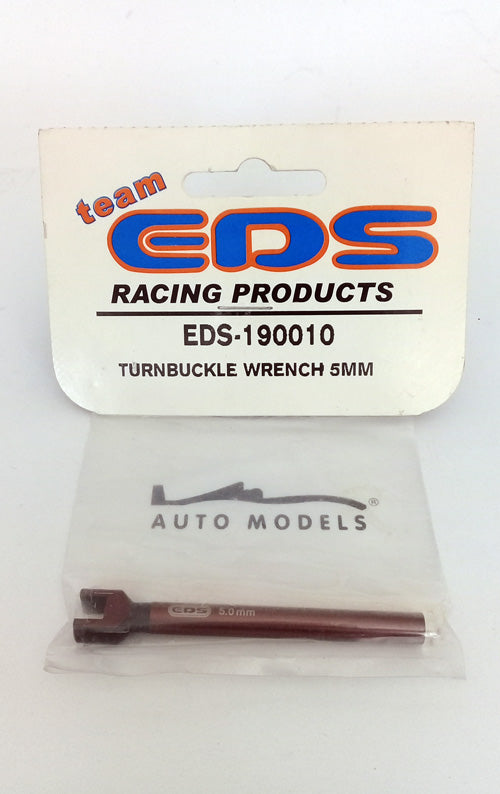 team
EDS
RACING PRODUCTS
EDS-190010
TURNBUCKLE WRENCH 5MM
®
AUTO MODELS
EDS 5.0mm